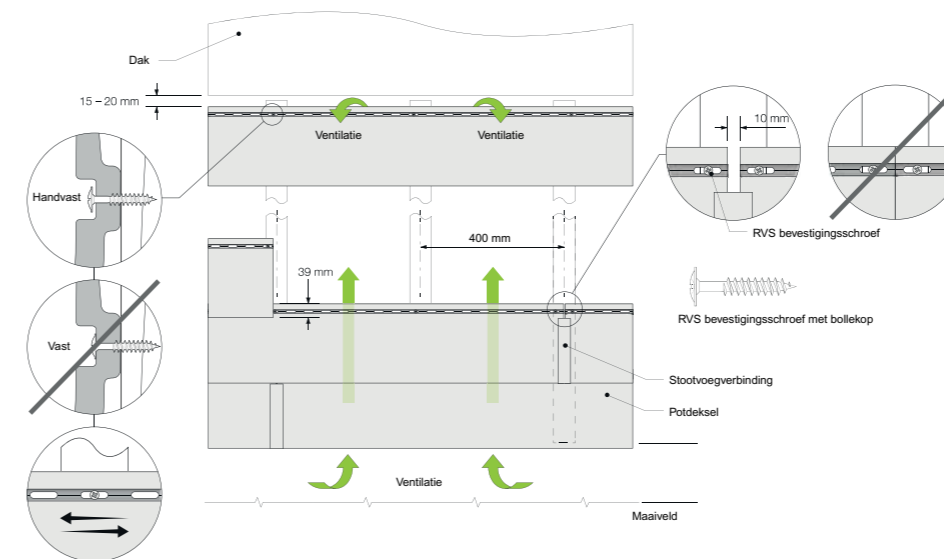 Dak
15 – 20 mm
Ventilatie
Ventilatie
10 mm
Handvast
RVS bevestigingsschroef
400 mm
39 mm
RVS bevestigingsschroef met bollekop
Vast
Stootvoegverbinding
Potdeksel
Ventilatie
Maaiveld